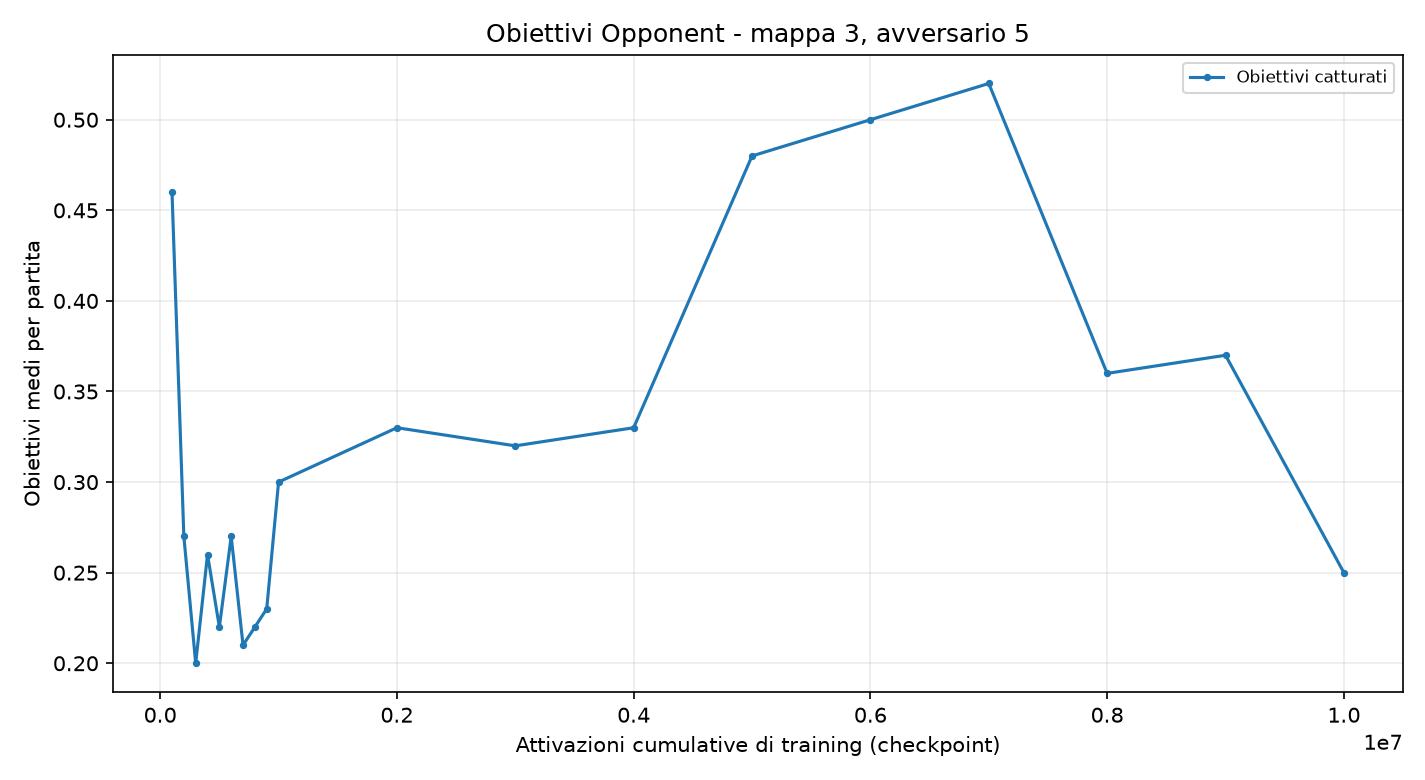 Obiettivi Opponent - mappa 3, avversario 5
Obiettivi catturati
Obiettivi medi per partita
0.50
0.45
0.40
0.35
0.30
0.25
0.20
0.0 0.2 0.4 0.6 0.8 1.0
1e7
Attivazioni cumulative di training (checkpoint)